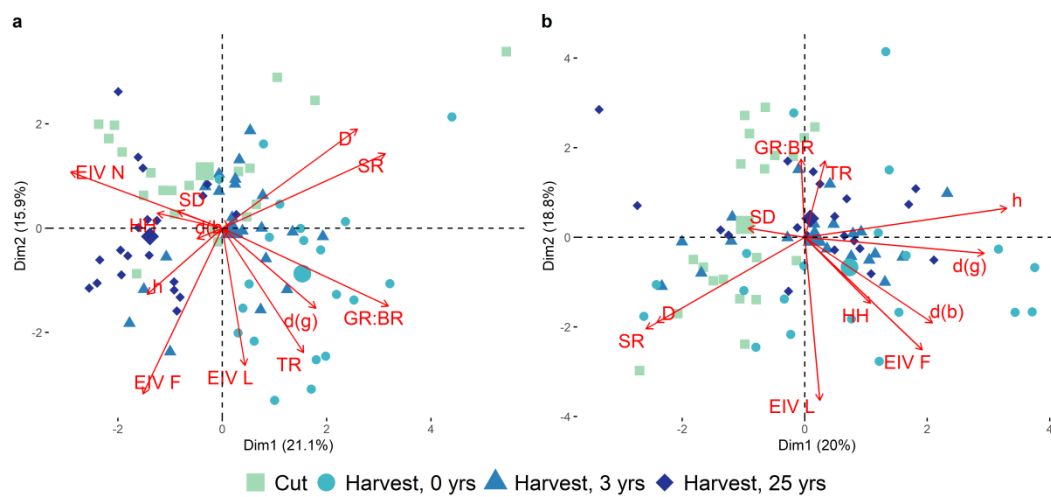 a
Dim2 (15.9%)
2
0
-2
-2
0
2
4
Dim1 (21.1%)
D
SR
EIV N
SD
HH
d(b)
h
d(g)
GR:BR
TR
EIV L
EIV F
b
Dim2 (18.8%)
4
2
0
-2
-4
-2
0
2
4
Dim1 (20%)
GR:BR
TR
h
SD
d(g)
D
SR
HH
d(b)
EIV F
EIV L
Cut Harvest, 0 yrs Harvest, 3 yrs Harvest, 25 yrs